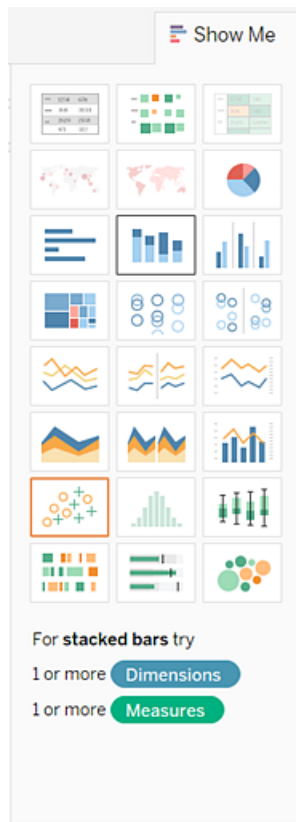 Show Me
For stacked bars try
1 or more Dimensions
1 or more Measures